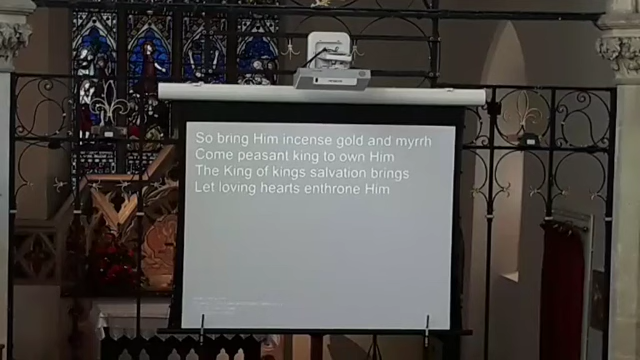 So bring Him incense gold and myrrh
Come peasant king to own Him
The King of kings salvation brings
Let loving hearts enthrone Him